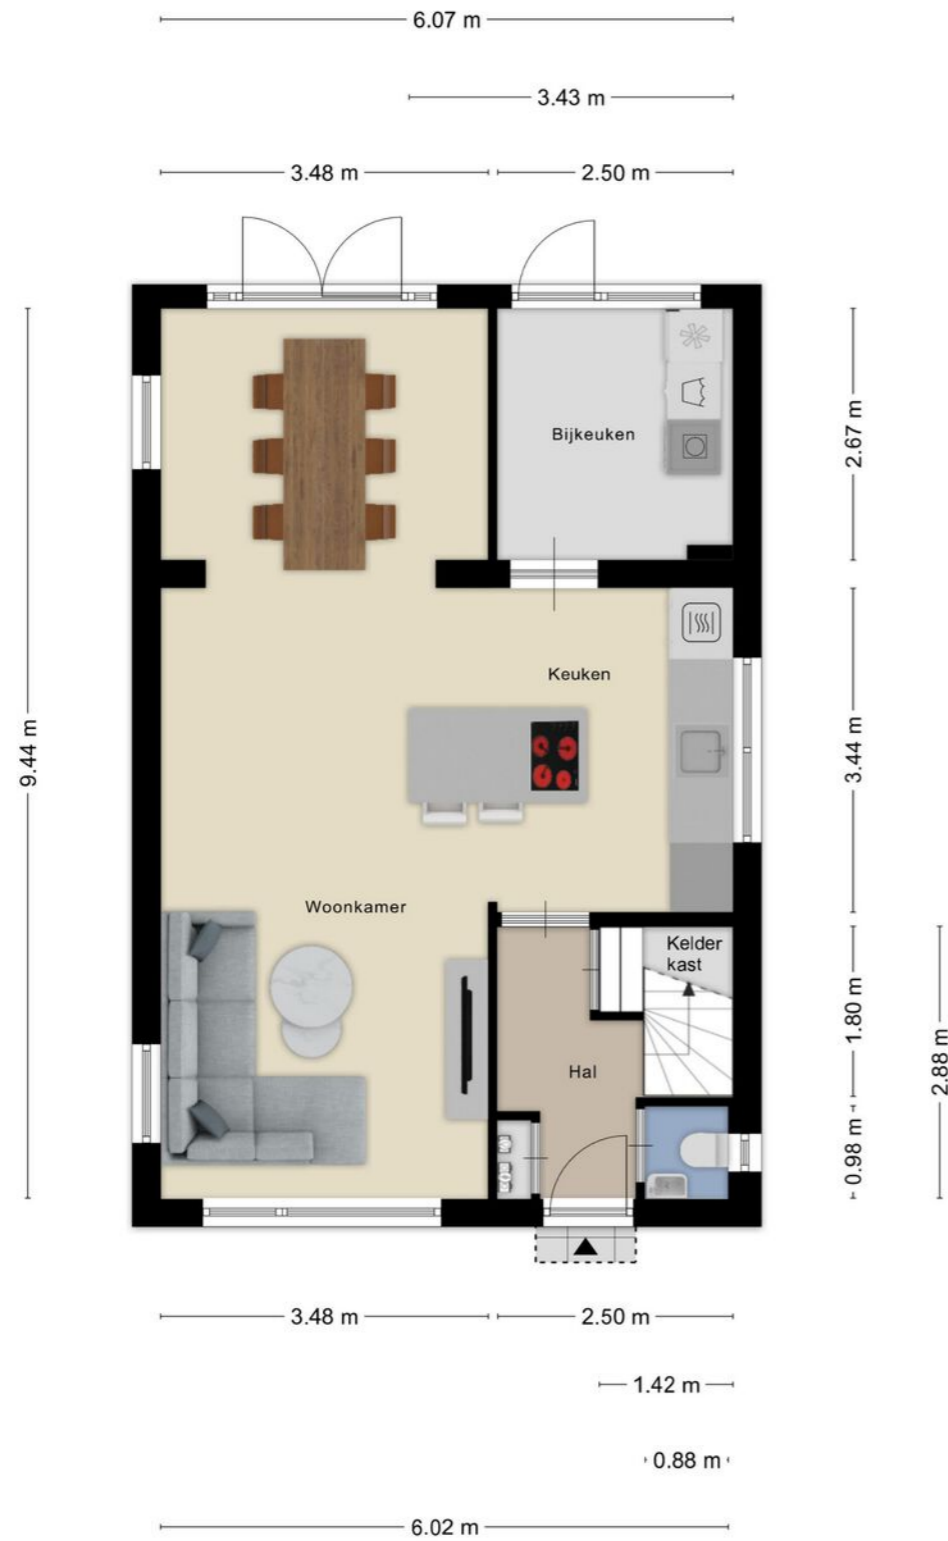 6.07 m
3.43 m
3.48 m
2.50 m
Bijkeuken
2.67 m
Keuken
9.44 m
3.44 m
Woonkamer
Kelder
kast
1.80 m
2.88 m
Hal
0.98 m
3.48 m
2.50 m
1.42 m
0.88 m
6.02 m